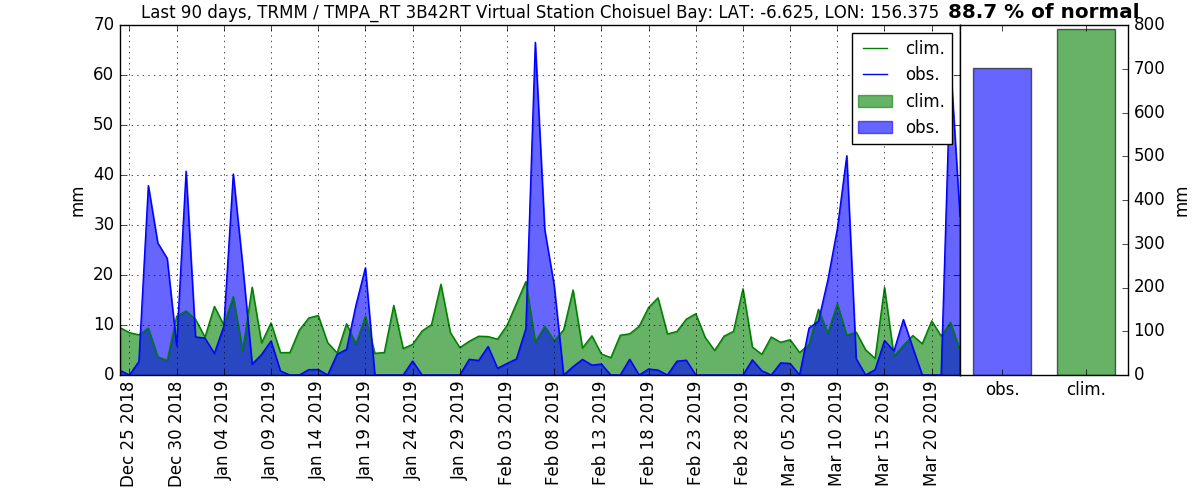 Last 90 days, TRMM / TMPA_RT 3B42RT Virtual Station Choisuel Bay: LAT: -6.625, LON: 156.375 88.7 % of normal
70
60
50
40
30
20
10
0
mm
clim.
obs.
clim.
obs.
800
700
600
500
400
300
200
100
0
mm
obs.
clim.
Dec 25 2018
Dec 30 2018
Jan 04 2019
Jan 09 2019
Jan 14 2019
Jan 19 2019
Jan 24 2019
Jan 29 2019
Feb 03 2019
Feb 08 2019
Feb 13 2019
Feb 18 2019
Feb 23 2019
Feb 28 2019
Mar 05 2019
Mar 10 2019
Mar 15 2019
Mar 20 2019